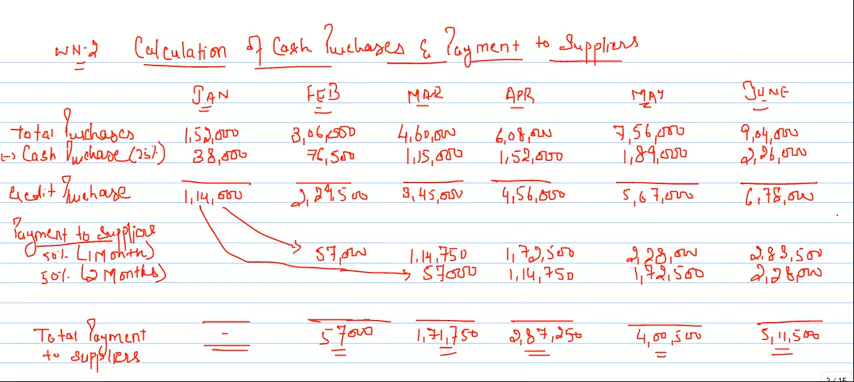 WN-2 Calculation of Cash Purchases & Payment to Suppliers
JAN FEB MAR APR MAY JUNE
Total Purchases 1,52,000 3,06,000 4,60,000 6,08,000 7,56,000 9,04,000
(-) Cash Purchase (25%) 38,000 76,500 1,15,000 1,52,000 1,89,000 2,26,000
Credit Purchase 1,14,000 2,29,500 3,45,000 4,56,000 5,67,000 6,78,000
Payment to Suppliers
50% (1 Month) 57,000 1,14,750 1,72,500 2,28,000 2,83,500
50% (2 Months) 57000 1,14,750 1,72,500 2,28,000
Total Payment - 57000 1,71,750 2,87,250 4,00,500 5,11,500
to suppliers
2 / 15